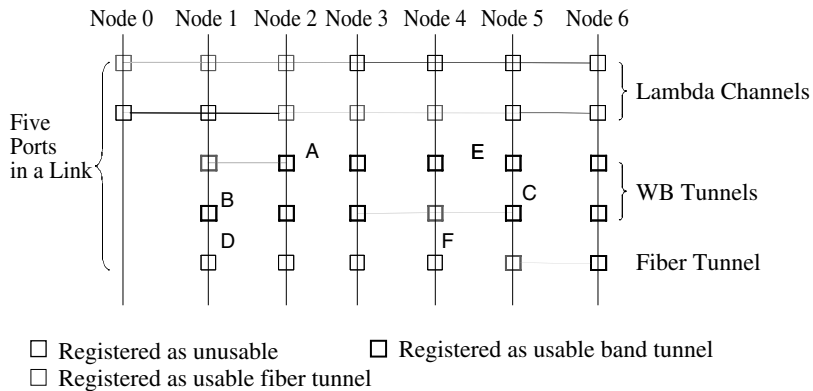 Node 0 Node 1 Node 2 Node 3 Node 4 Node 5 Node 6
Lambda Channels
Five
Ports
in a Link
A
E
B
C
WB Tunnels
D
F
Fiber Tunnel
Registered as unusable
Registered as usable band tunnel
Registered as usable fiber tunnel